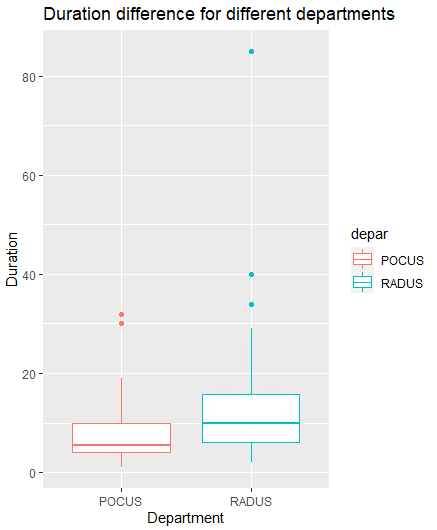 Duration difference for different departments
80
60
40
20
0
Duration
POCUS
RADUS
Department
depar
POCUS
RADUS